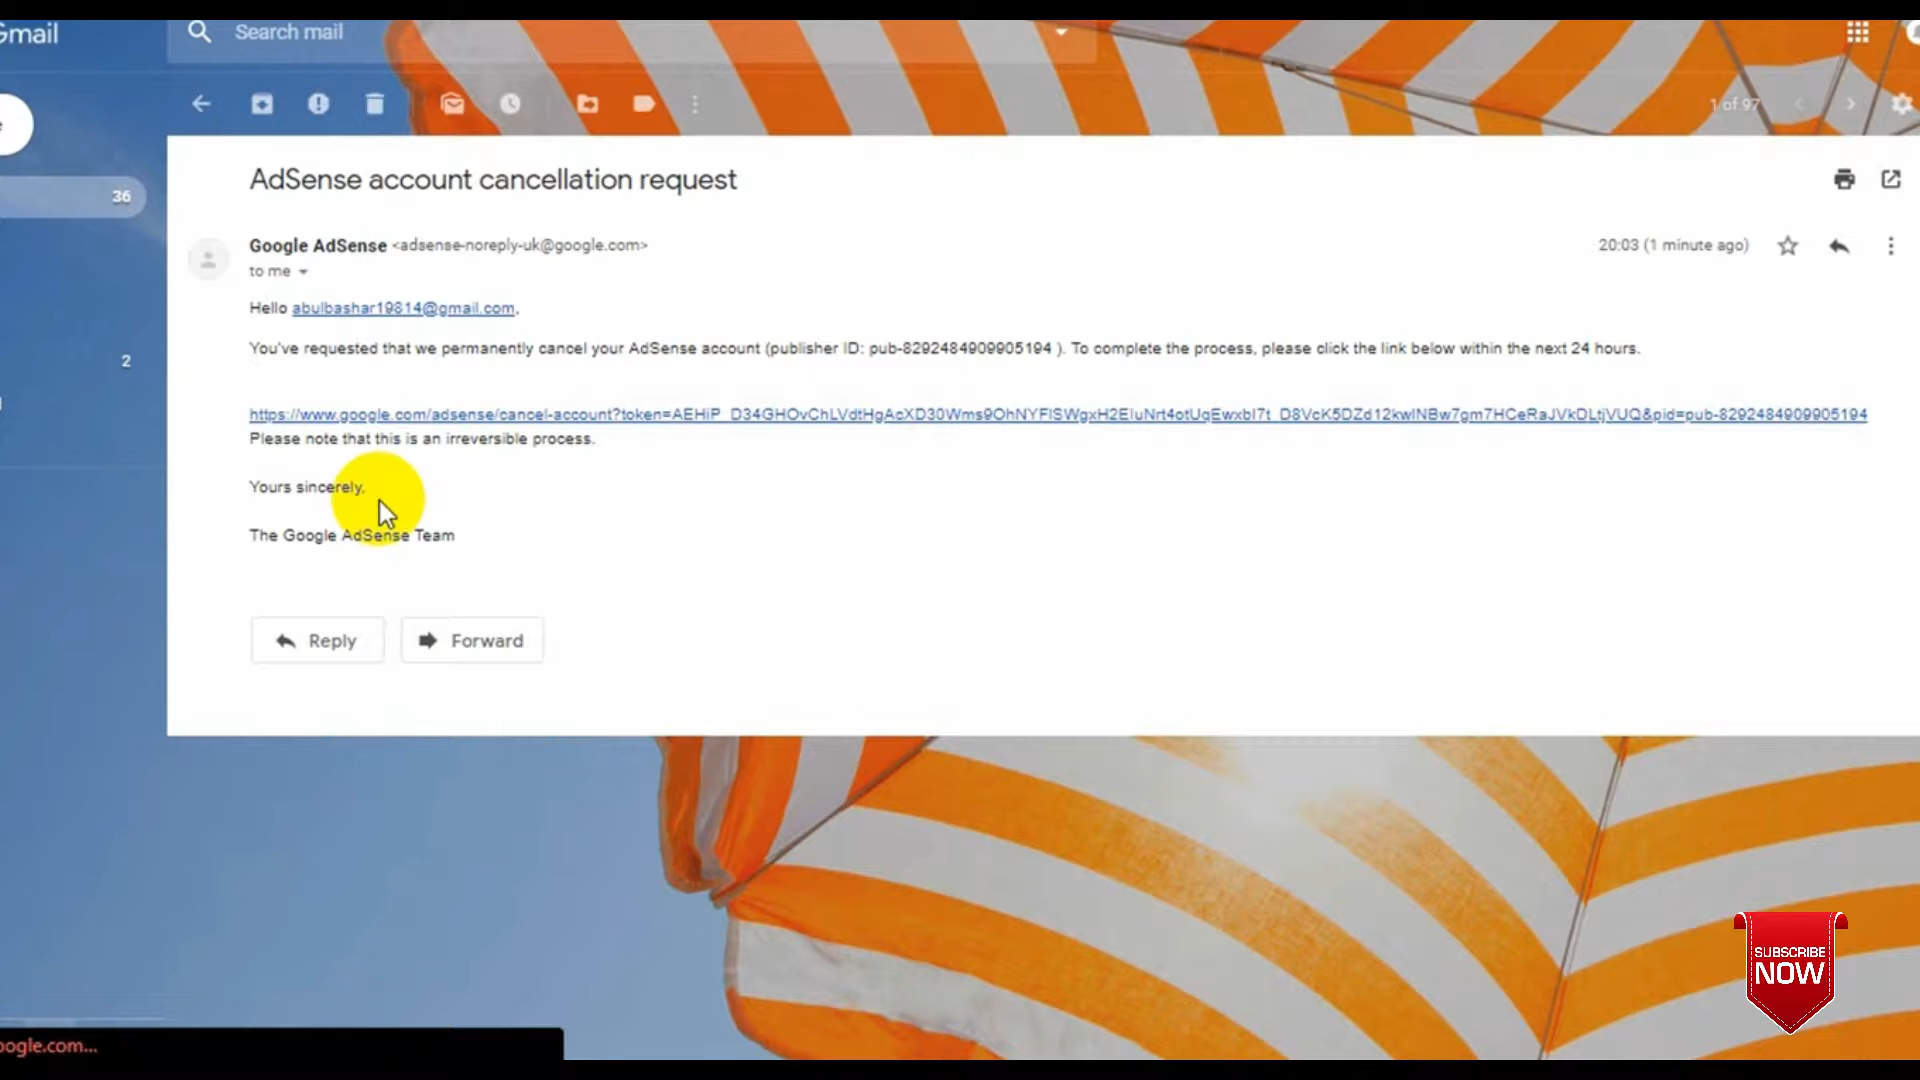 Gmail
Search mail
1 of 97
36
AdSense account cancellation request
Google AdSense <adsense-noreply-uk@google.com>
20:03 (1 minute ago)
to me
Hello abulbashar19814@gmail.com,
You've requested that we permanently cancel your AdSense account (publisher ID: pub-8292484909905194 ). To complete the process, please click the link below within the next 24 hours.
2
https://www.google.com/adsense/cancel-account?token=AEHiP_D34GHOvChLVdtHgAcXD30Wms9OhNYFlSWgxH2EIuNrt4otUqEwxbI7t_D8VcK5DZd12kwINBw7gm7HCeRaJVkDLtjVUQ&pid=pub-8292484909905194
Please note that this is an irreversible process.
Yours sincerely,
The Google AdSense Team
Reply
Forward
SUBSCRIBE
NOW
oogle.com...